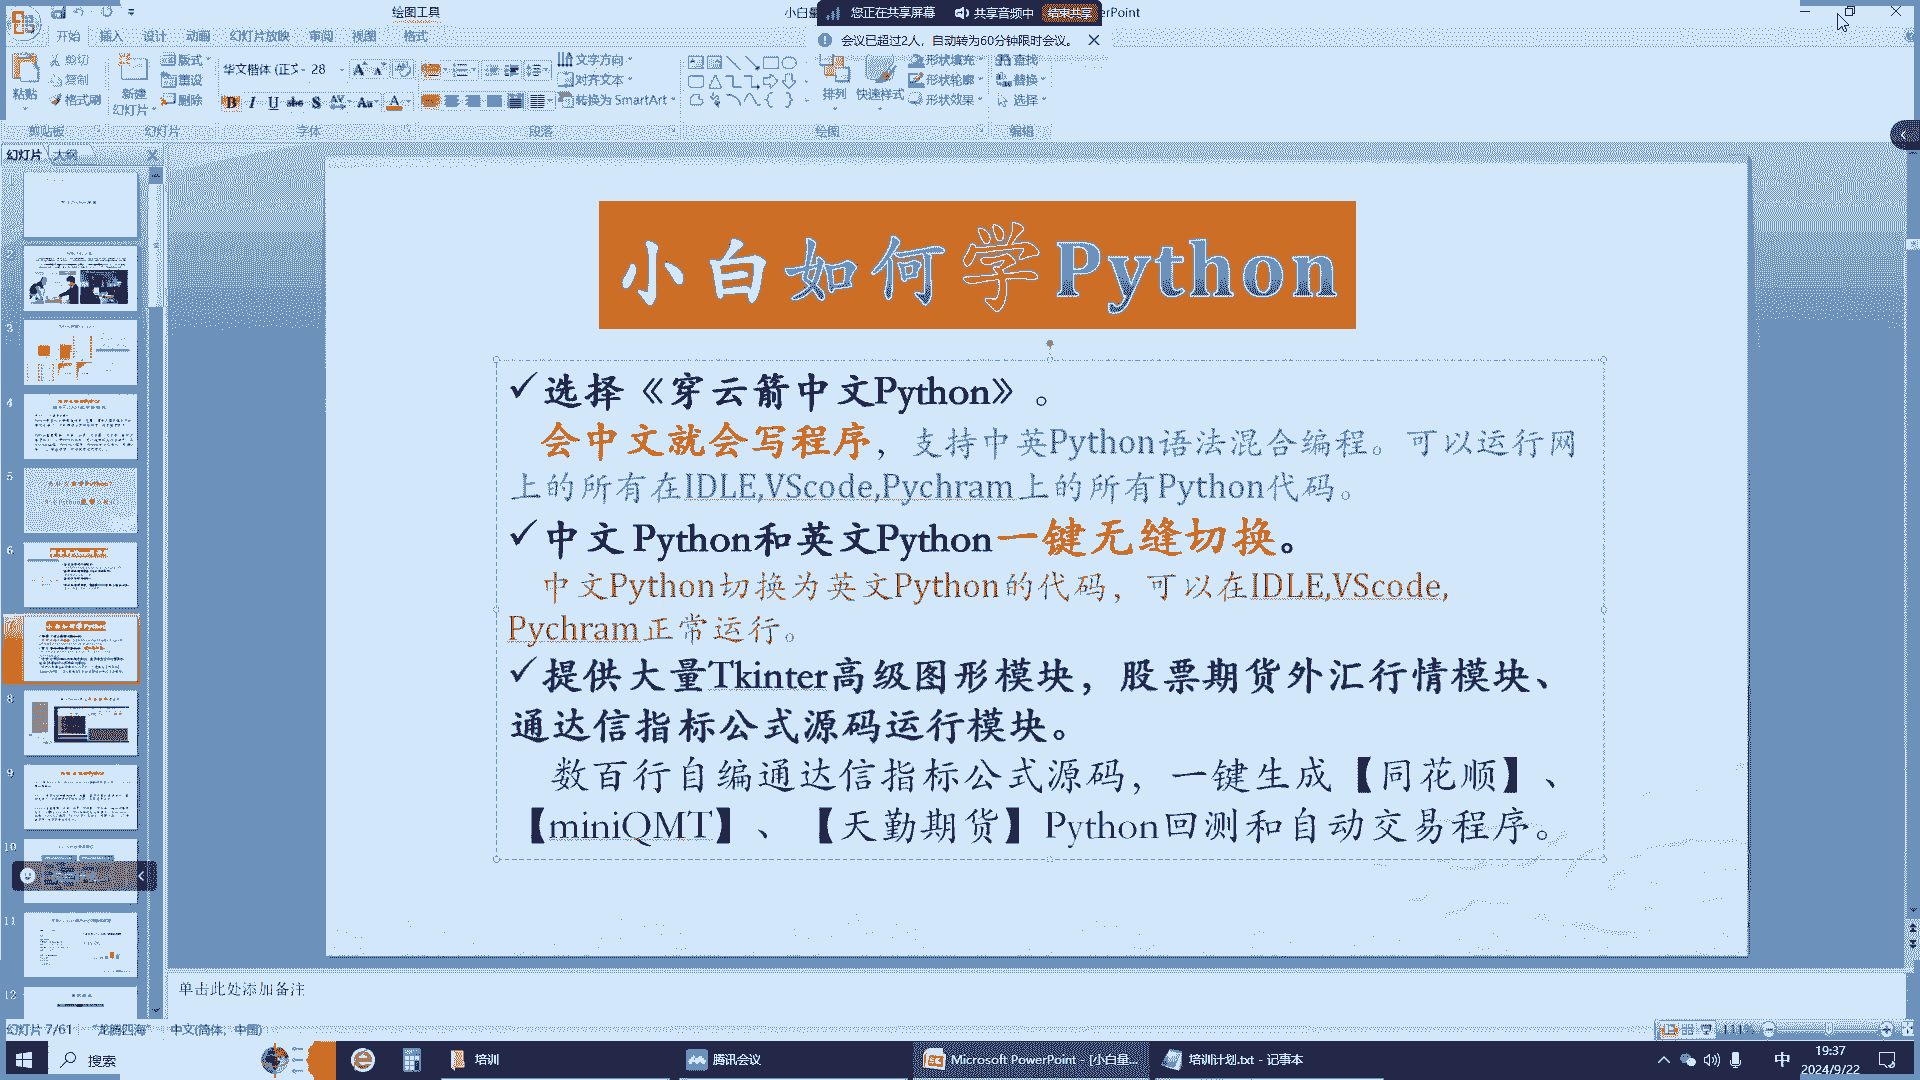 绘图工具
小白量
您正在共享屏幕
共享音频中
结束共享
erPoint
开始
插入
设计
动画
幻灯片放映
审阅
视图
格式
会议已超过2人，自动转为60分钟限时会议。
粘贴
剪切
复制
格式刷
新建
幻灯片
版式
重设
删除
华文楷体 (正文
28
文字方向
对齐文本
转换为 SmartArt
排列
快速样式
形状填充
形状轮廓
形状效果
查找
替换
选择
剪贴板
幻灯片
字体
段落
绘图
编辑
幻灯片
大纲
小白如何学Python
选择《穿云箭中文Python》。
会中文就会写程序，支持中英Python语法混合编程。可以运行网
上的所有在IDLE,VScode,Pychram上的所有Python代码。
中文 Python和英文Python一键无缝切换。
中文Python切换为英文Python的代码，可以在IDLE,VScode,
Pychram正常运行。
提供大量Tkinter高级图形模块，股票期货外汇行情模块、
通达信指标公式源码运行模块。
数百行自编通达信指标公式源码，一键生成【同花顺】、
【miniQMT】、【天勤期货】Python回测和自动交易程序。
2
3
4
5
6
7
8
9
10
11
12
单击此处添加备注
幻灯片 7/61
"龙腾四海"
中文(简体，中国)
111%
搜索
培训
腾讯会议
Microsoft PowerPoint - [小白量...
培训计划.txt - 记事本
中
19:37
2024/9/22